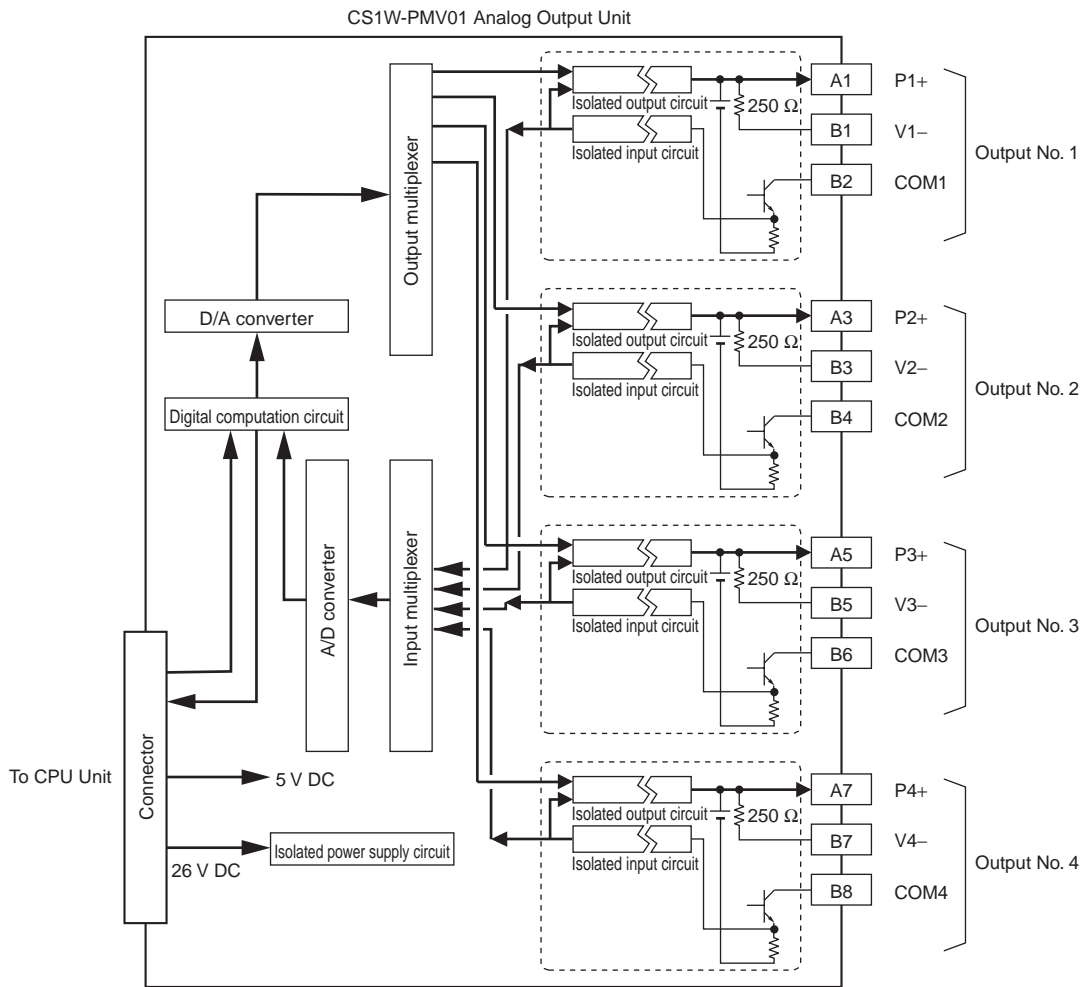 CS1W-PMV01 Analog Output Unit
Output multiplexer
Isolated output circuit
250 Ω
Isolated input circuit
A1
P1+
B1
V1−
B2
COM1
Output No. 1
D/A converter
Digital computation circuit
Isolated output circuit
250 Ω
Isolated input circuit
A3
P2+
B3
V2−
B4
COM2
Output No. 2
A/D converter
Input multiplexer
Isolated output circuit
250 Ω
Isolated input circuit
A5
P3+
B5
V3−
B6
COM3
Output No. 3
To CPU Unit
Connector
5 V DC
26 V DC
Isolated power supply circuit
Isolated output circuit
250 Ω
Isolated input circuit
A7
P4+
B7
V4−
B8
COM4
Output No. 4